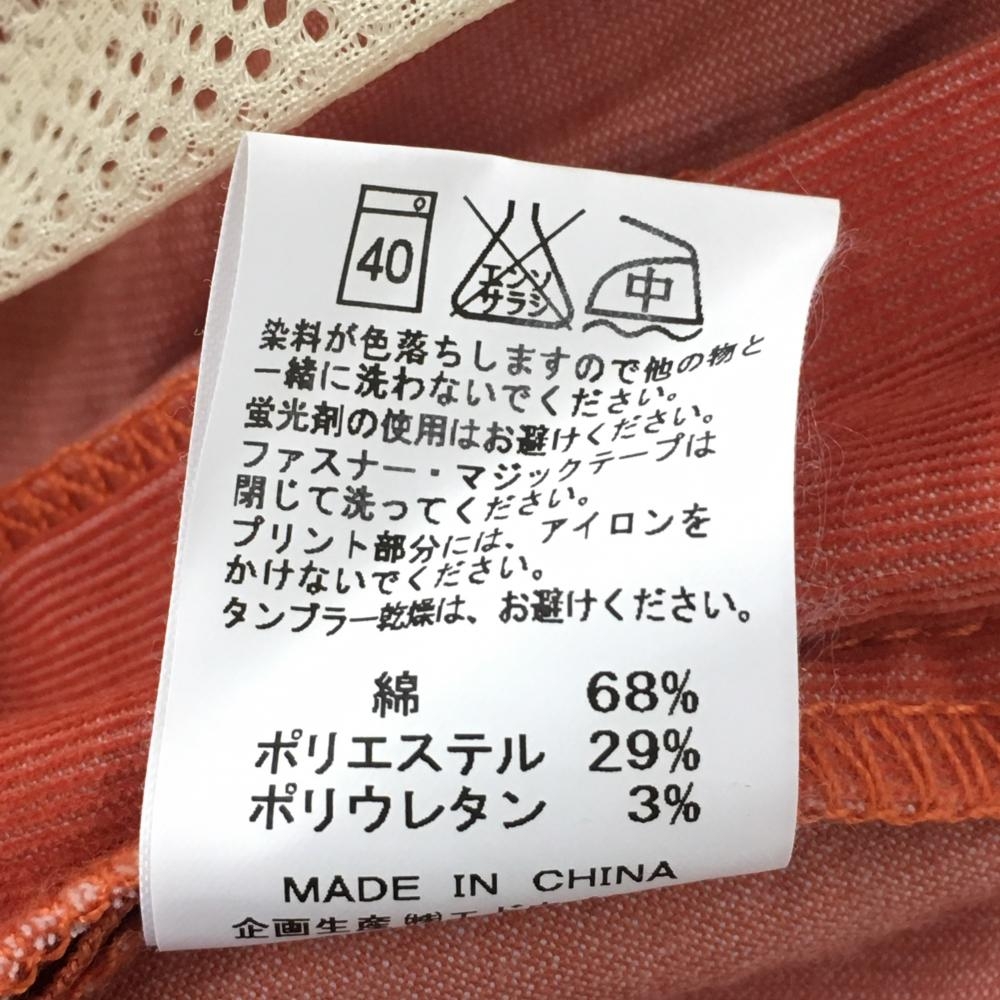 40
エンソ
サラシ
中
染料が色落ちしますので他の物と
一緒に洗わないでください。
蛍光剤の使用はお避けください。
ファスナー・マジックテープは
閉じて洗ってください。
プリント部分には、アイロンを
かけないでください。
タンブラー乾燥は、お避けください。
綿 68%
ポリエステル 29%
ポリウレタン 3%
MADE IN CHINA
企画生産㈱エドウ